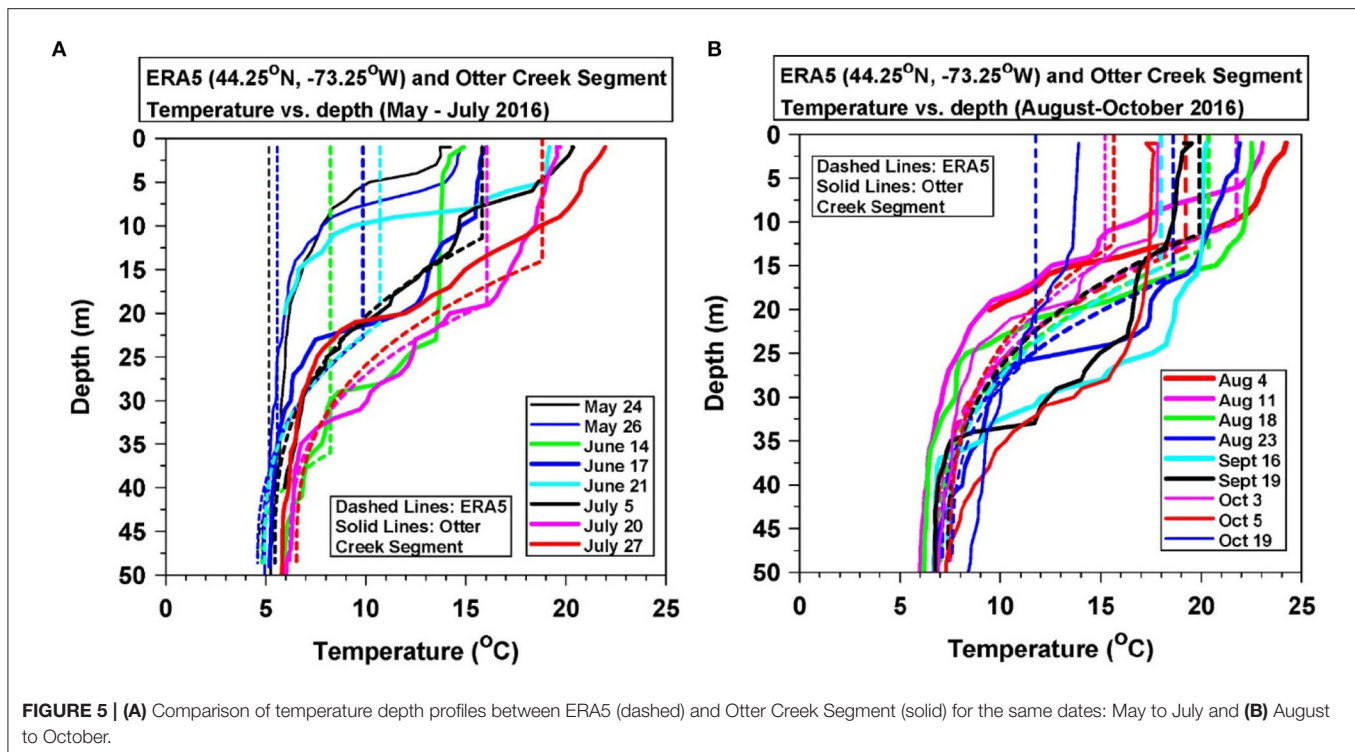 A
ERA5 (44.25ºN, -73.25ºW) and Otter Creek Segment
Temperature vs. depth (May - July 2016)
0
5
10
15
20
25
30
35
40
45
50
Depth (m)
May 24
May 26
June 14
June 17
June 21
July 5
July 20
July 27
Dashed Lines: ERA5
Solid Lines: Otter
Creek Segment
0 5 10 15 20 25
Temperature (ºC)
B
ERA5 (44.25ºN, -73.25ºW) and Otter Creek Segment
Temperature vs. depth (August-October 2016)
0
5
10
15
20
25
30
35
40
45
50
Depth (m)
Dashed Lines: ERA5
Solid Lines: Otter
Creek Segment
Aug 4
Aug 11
Aug 18
Aug 23
Sept 16
Sept 19
Oct 3
Oct 5
Oct 19
0 5 10 15 20 25
Temperature (ºC)
FIGURE 5 | (A) Comparison of temperature depth profiles between ERA5 (dashed) and Otter Creek Segment (solid) for the same dates: May to July and (B) August
to October.